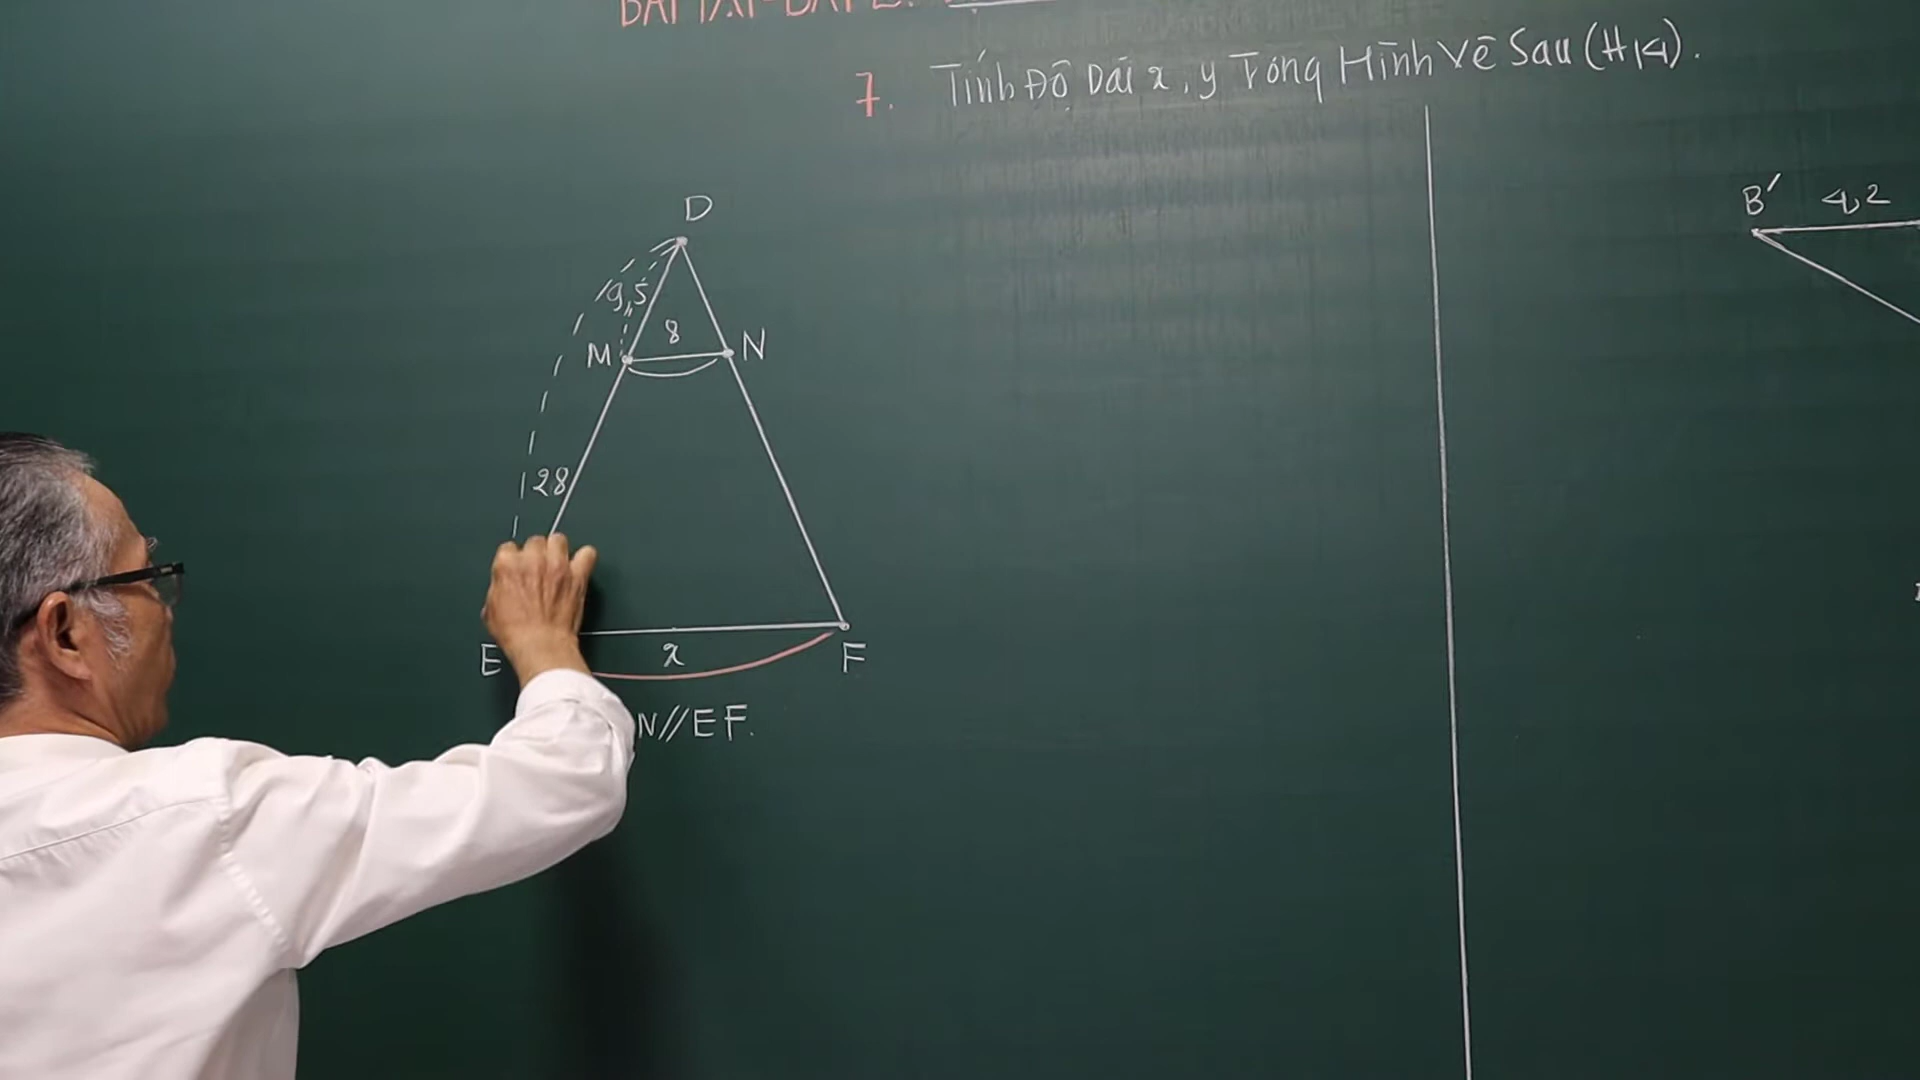 7. Tính Độ Dài x, y Trong Hình Vẽ Sau (H14).
D
9,5
8
M
N
28
E
x
F
N//EF.
B' 4,2